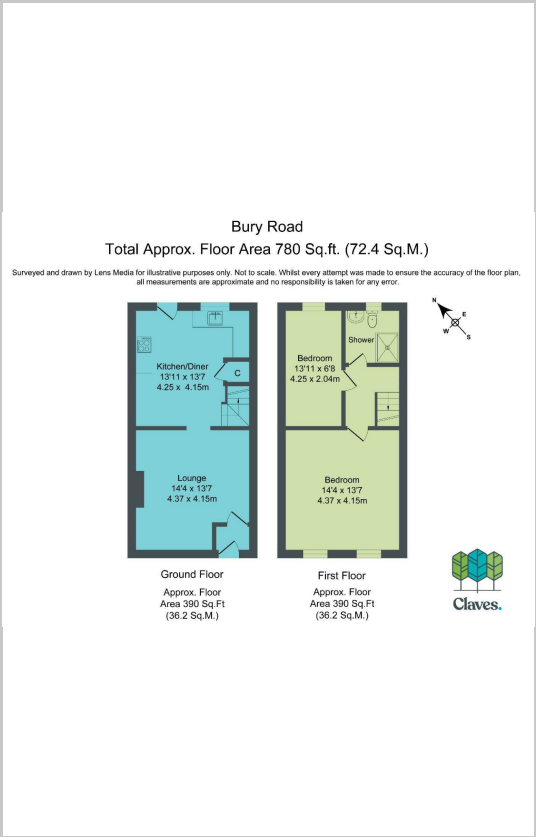 Bury Road
Total Approx. Floor Area 780 Sq.ft. (72.4 Sq.M.)
Surveyed and drawn by Lens Media for illustrative purposes only. Not to scale. Whilst every attempt was made to ensure the accuracy of the floor plan,
all measurements are approximate and no responsibility is taken for any error.
N
E
W
S
Kitchen/Diner
13'11 x 13'7
4.25 x 4.15m
C
Lounge
14'4 x 13'7
4.37 x 4.15m
Shower
Bedroom
13'11 x 6'8
4.25 x 2.04m
Bedroom
14'4 x 13'7
4.37 x 4.15m
Ground Floor
Approx. Floor
Area 390 Sq.Ft
(36.2 Sq.M.)
First Floor
Approx. Floor
Area 390 Sq.Ft
(36.2 Sq.M.)
Claves.